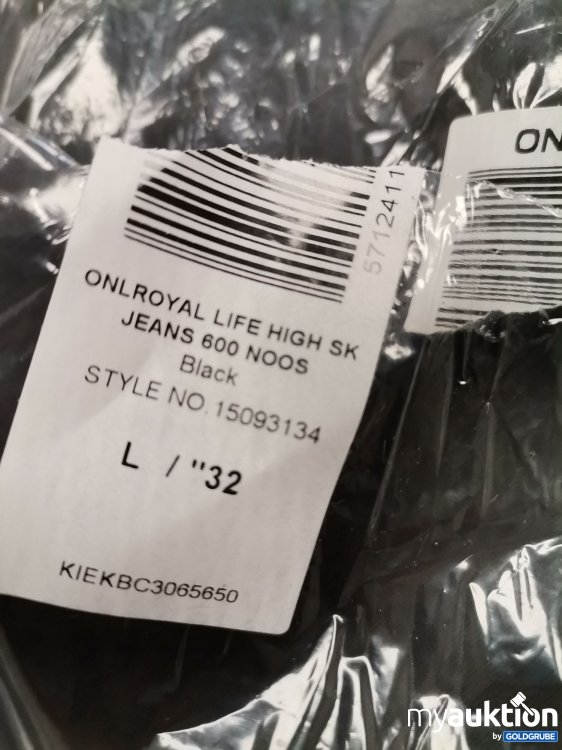 5712411
ONLROYAL LIFE HIGH SK
JEANS 600 NOOS
Black
STYLE NO. 15093134
L / "32
KIEKBC3065650
ON
myauktion
by GOLDGRUBE